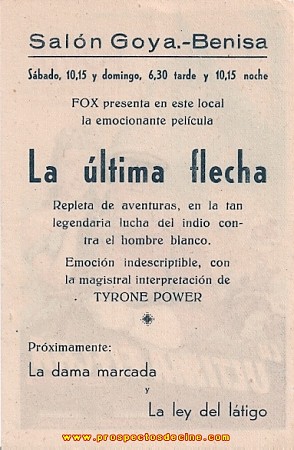 Salón Goya.-Benisa
Sábado, 10,15 y domingo, 6,30 tarde y 10,15 noche
FOX presenta en este local
la emocionante película
La última flecha
Repleta de aventuras, en la tan
legendaria lucha del indio con-
tra el hombre blanco.
Emoción indescriptible, con
la magistral interpretación de
TYRONE POWER
Próximamente:
La dama marcada
y
La ley del látigo
www.prospectosdecine.com